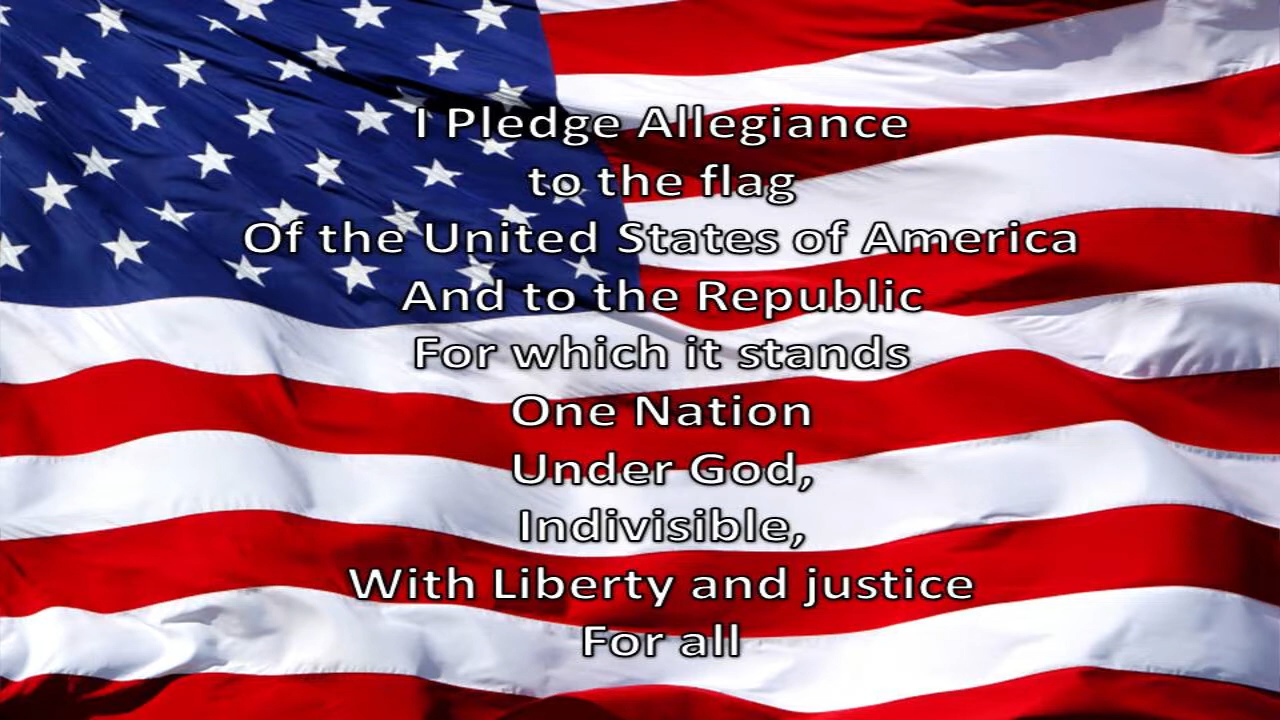 I Pledge Allegiance
to the flag
Of the United States of America
And to the Republic
For which it stands
One Nation
Under God,
Indivisible,
With Liberty and justice
For all